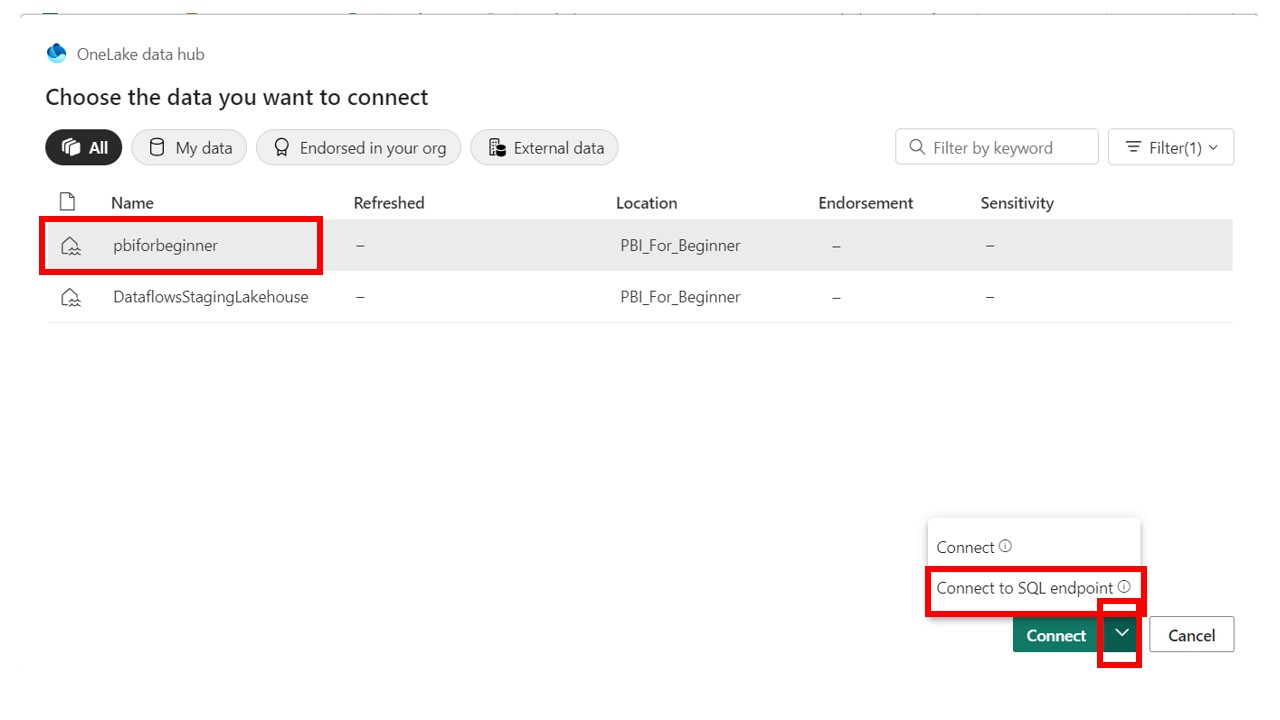 OneLake data hub
Choose the data you want to connect
All My data Endorsed in your org External data Filter by keyword Filter(1)
Name Refreshed Location Endorsement Sensitivity
pbiforbeginner – PBI_For_Beginner – –
DataflowsStagingLakehouse – PBI_For_Beginner – –
Connect
Connect to SQL endpoint
Connect Cancel